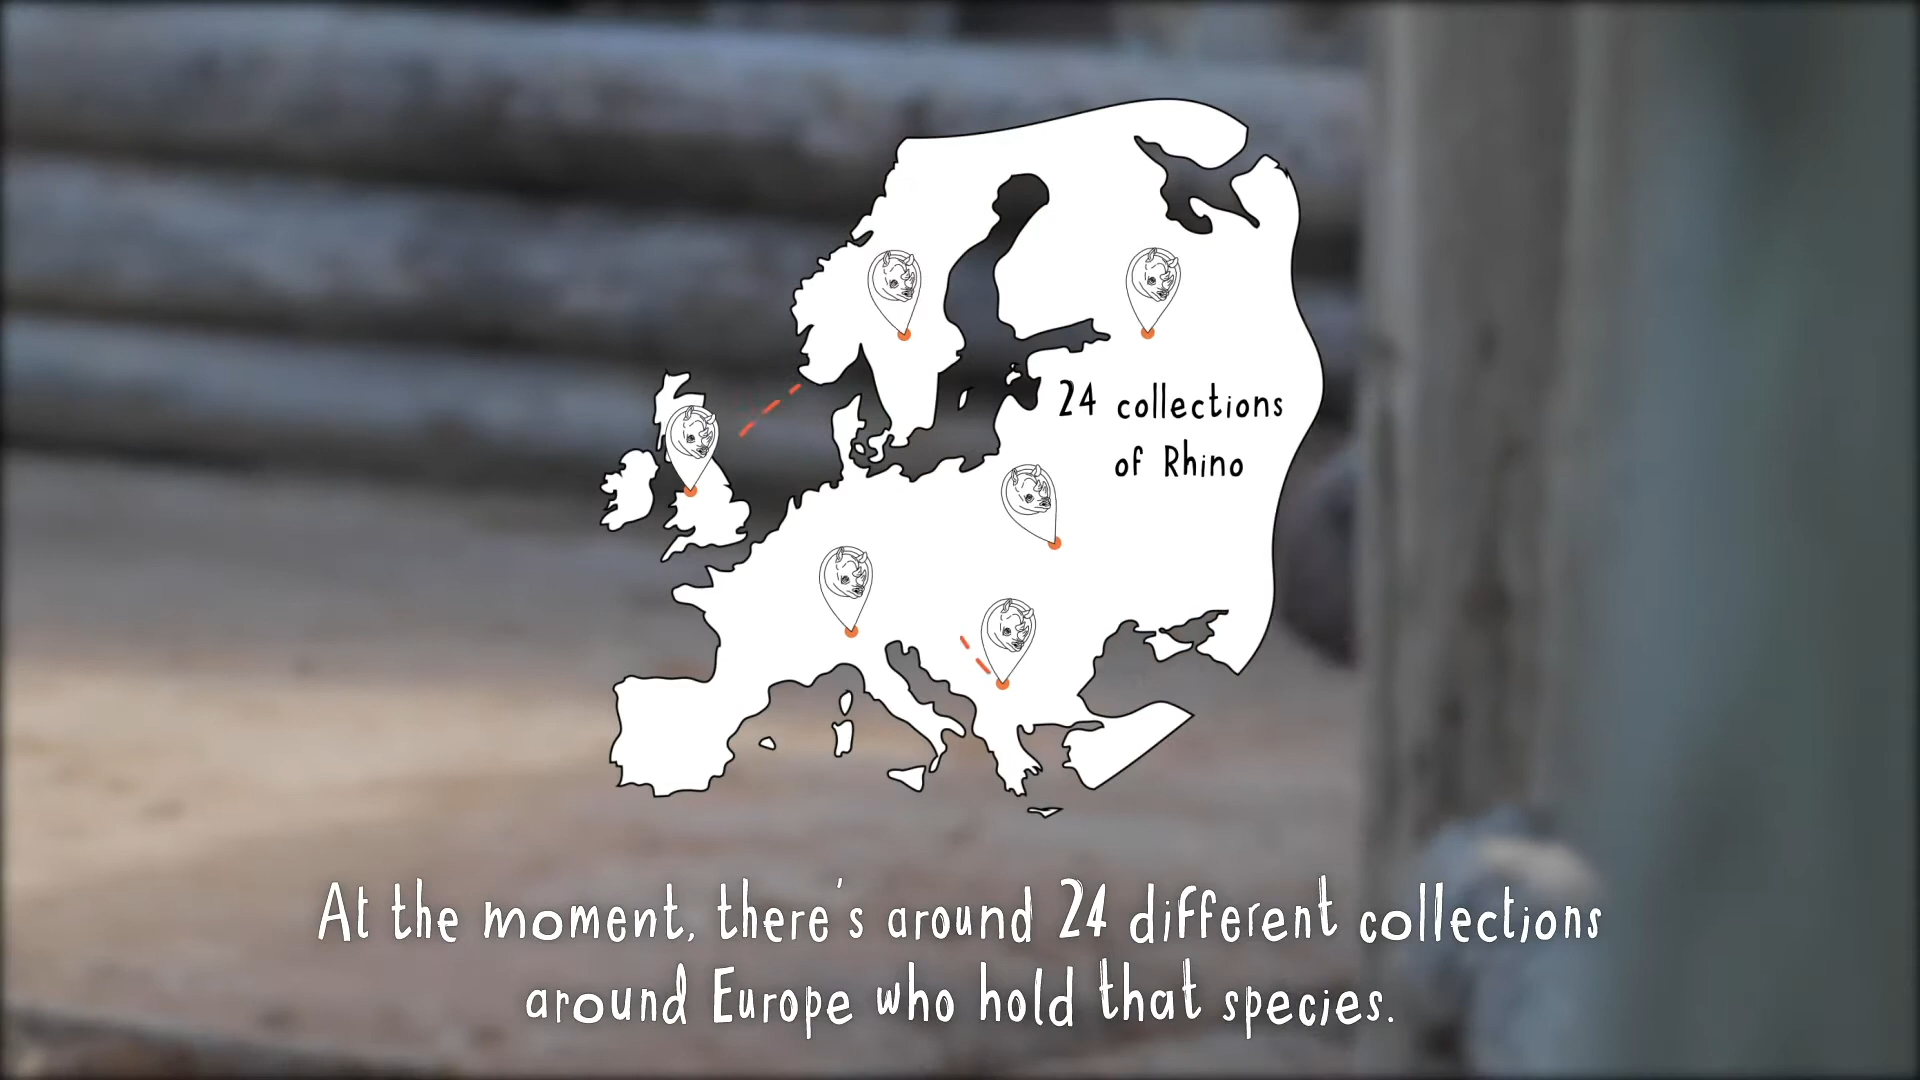 24 collections
of Rhino
At the moment, there's around 24 different collections
around Europe who hold that species.